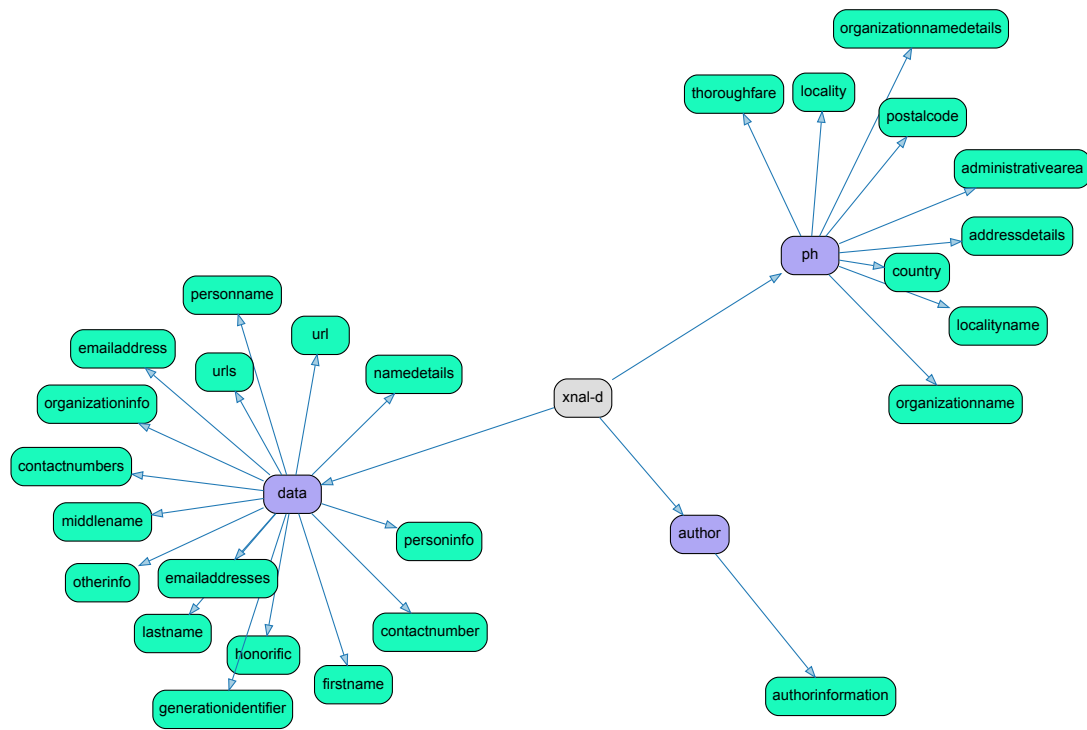 organizationnamedetails
thoroughfare
locality
postalcode
administrativearea
addressdetails
ph
country
localityname
organizationname
personname
url
emailaddress
urls
namedetails
organizationinfo
xnal-d
contactnumbers
data
middlename
author
personinfo
otherinfo
emailaddresses
lastname
contactnumber
honorific
firstname
authorinformation
generationidentifier